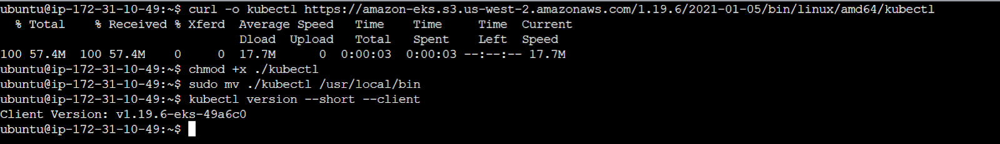 ubuntu@ip-172-31-10-49:~$ curl -o kubectl https://amazon-eks.s3.us-west-2.amazonaws.com/1.19.6/2021-01-05/bin/linux/amd64/kubectl
  % Total    % Received % Xferd  Average Speed   Time    Time     Time  Current
                                 Dload  Upload   Total   Spent    Left  Speed
100 57.4M  100 57.4M    0     0  17.7M      0  0:00:03  0:00:03 --:--:-- 17.7M
ubuntu@ip-172-31-10-49:~$ chmod +x ./kubectl
ubuntu@ip-172-31-10-49:~$ sudo mv ./kubectl /usr/local/bin
ubuntu@ip-172-31-10-49:~$ kubectl version --short --client
Client Version: v1.19.6-eks-49a6c0
ubuntu@ip-172-31-10-49:~$